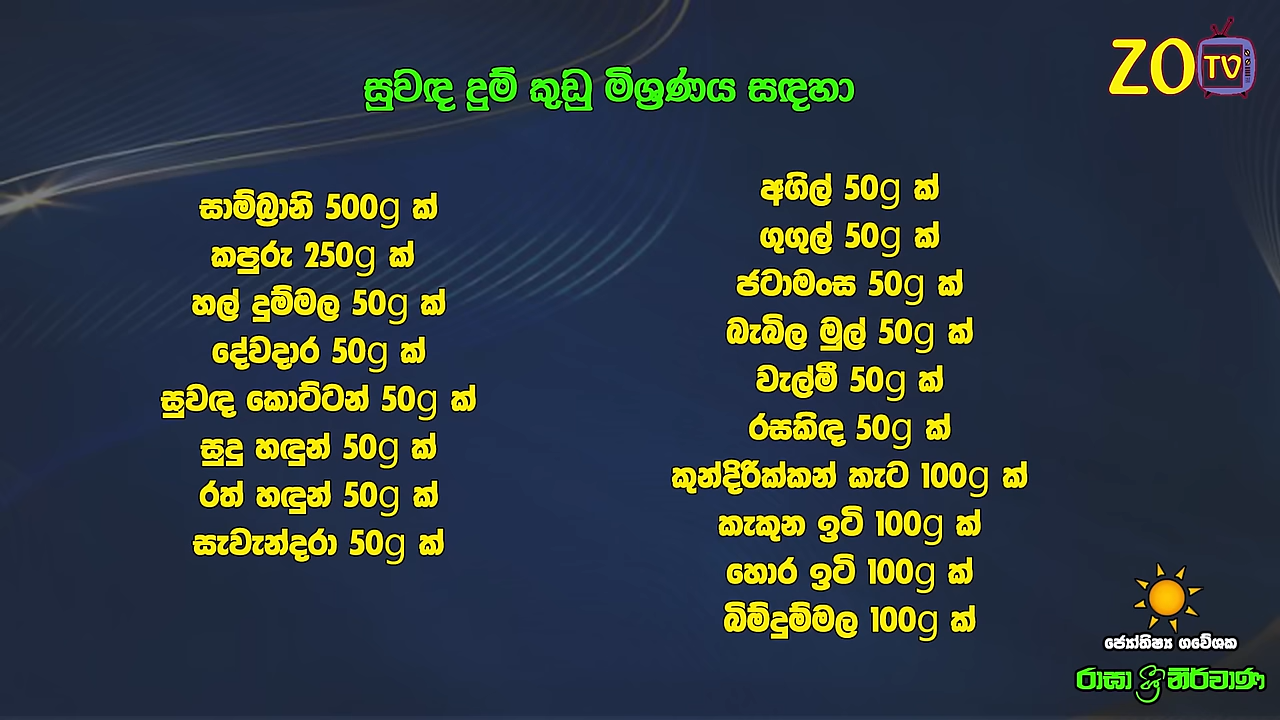 ZO TV
සුවඳ දුම් කුඩු මිශ්‍රණය සඳහා
සාම්බ්‍රානි 500g ක්
කපුරු 250g ක්
හල් දුම්මල 50g ක්
දේවදාර 50g ක්
සුවඳ කොට්ටන් 50g ක්
සුදු හඳුන් 50g ක්
රත් හඳුන් 50g ක්
සැවැන්දරා 50g ක්
අගිල් 50g ක්
ගුගුල් 50g ක්
ජටාමංස 50g ක්
බැබිල මුල් 50g ක්
වැල්මී 50g ක්
රසකිඳ 50g ක්
කුන්දිරික්කන් කැට 100g ක්
කැකුන ඉටි 100g ක්
හොර ඉටි 100g ක්
බිම්දුම්මල 100g ක්
ජ්‍යෝතිෂ්‍ය ගවේශක
රාඝා ශ්‍රී නිර්වාණ